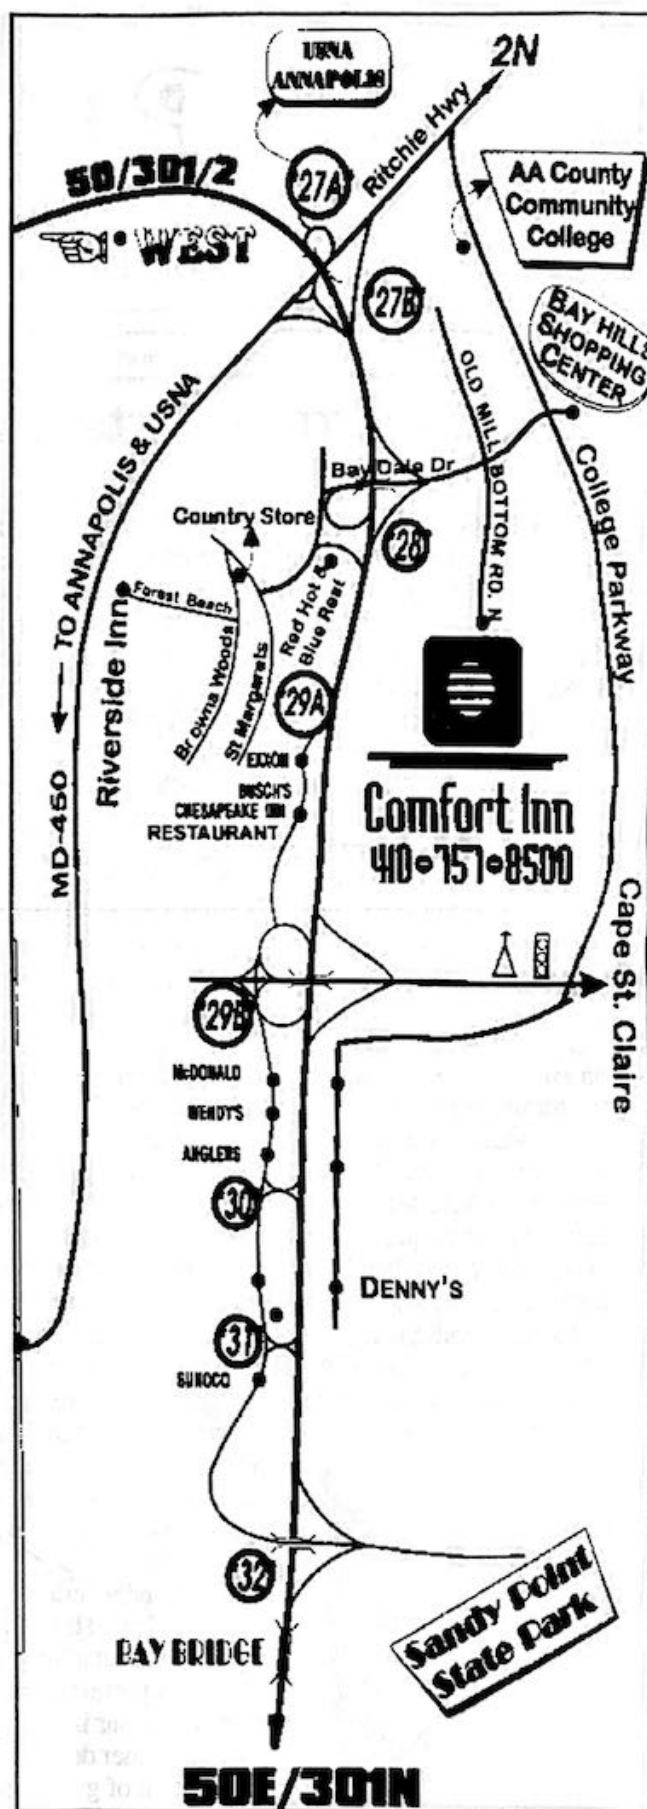 USNA
ANNAPOLIS
2N
Ritchie Hwy
27A
50/301/2
WEST
AA County
Community
College
27B
BAY HILLS
SHOPPING
CENTER
OLD MILL BOTTOM RD. N.
College Parkway
Bay Dale Dr
28
TO ANNAPOLIS & USNA
Country Store
Forest Beach
Red Hot &
Blue Rest
Riverside Inn
Browns Woods
St Margarets
29A
EXXON
BUSCH'S
CHESAPEAKE INN
RESTAURANT
Comfort Inn
410•757•8500
MD-450
Cape St. Claire
29B
McDONALD
WENDY'S
ANGLERS
30
DENNY'S
31
SUNOCO
32
BAY BRIDGE
Sandy Point
State Park
50E/301N